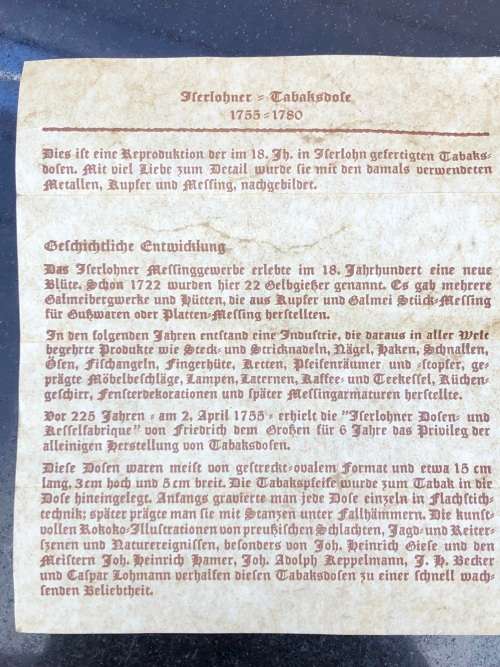 Iserlohner - Tabaksdose
1755-1780
Dies ist eine Reproduktion der im 18. Jh. in Iserlohn gefertigten Tabaks-
dosen. Mit viel Liebe zum Detail wurde sie mit den damals verwendeten
Metallen, Kupfer und Messing, nachgebildet.
Geschichtliche Entwicklung
Das Iserlohner Messinggewerbe erlebte im 18. Jahrhundert eine neue
Blüte. Schon 1722 wurden hier 22 Gelbgießer genannt. Es gab mehrere
Galmeibergwerke und Hütten, die aus Kupfer und Galmei Stück-Messing
für Gußwaren oder Platten-Messing herstellten.
In den folgenden Jahren entstand eine Industrie, die daraus in aller Welt
begehrte Produkte wie Steck- und Stricknadeln, Nägel, Haken, Schnallen,
Ösen, Fischangeln, Fingerhüte, Ketten, Pfeifenräumer und -stopfer, ge-
prägte Möbelbeschläge, Lampen, Laternen, Kaffee- und Teekessel, Küchen-
geschirr, Fensterdekorationen und später Messingarmaturen herstellte.
Vor 225 Jahren - am 2. April 1755 - erhielt die "Iserlohner Dosen- und
Kesselfabrique" von Friedrich dem Großen für 6 Jahre das Privileg der
alleinigen Herstellung von Tabaksdosen.
Diese Dosen waren meist von gestreckt-ovalem Format und etwa 15 cm
lang, 3 cm hoch und 5 cm breit. Die Tabakspfeife wurde zum Tabak in die
Dose hineingelegt. Anfangs gravierte man jede Dose einzeln in Flachstich-
technik; später prägte man sie mit Stanzen unter Fallhämmern. Die kunst-
vollen Rokoko-Illustrationen von preußischen Schlachten, Jagd- und Reiter-
szenen und Naturereignissen, besonders von Joh. Heinrich Giese und den
Meistern Joh. Heinrich Hamer, Joh. Adolph Keppelmann, J. H. Becker
und Caspar Lohmann verhalfen diesen Tabaksdosen zu einer schnell wach-
senden Beliebtheit.